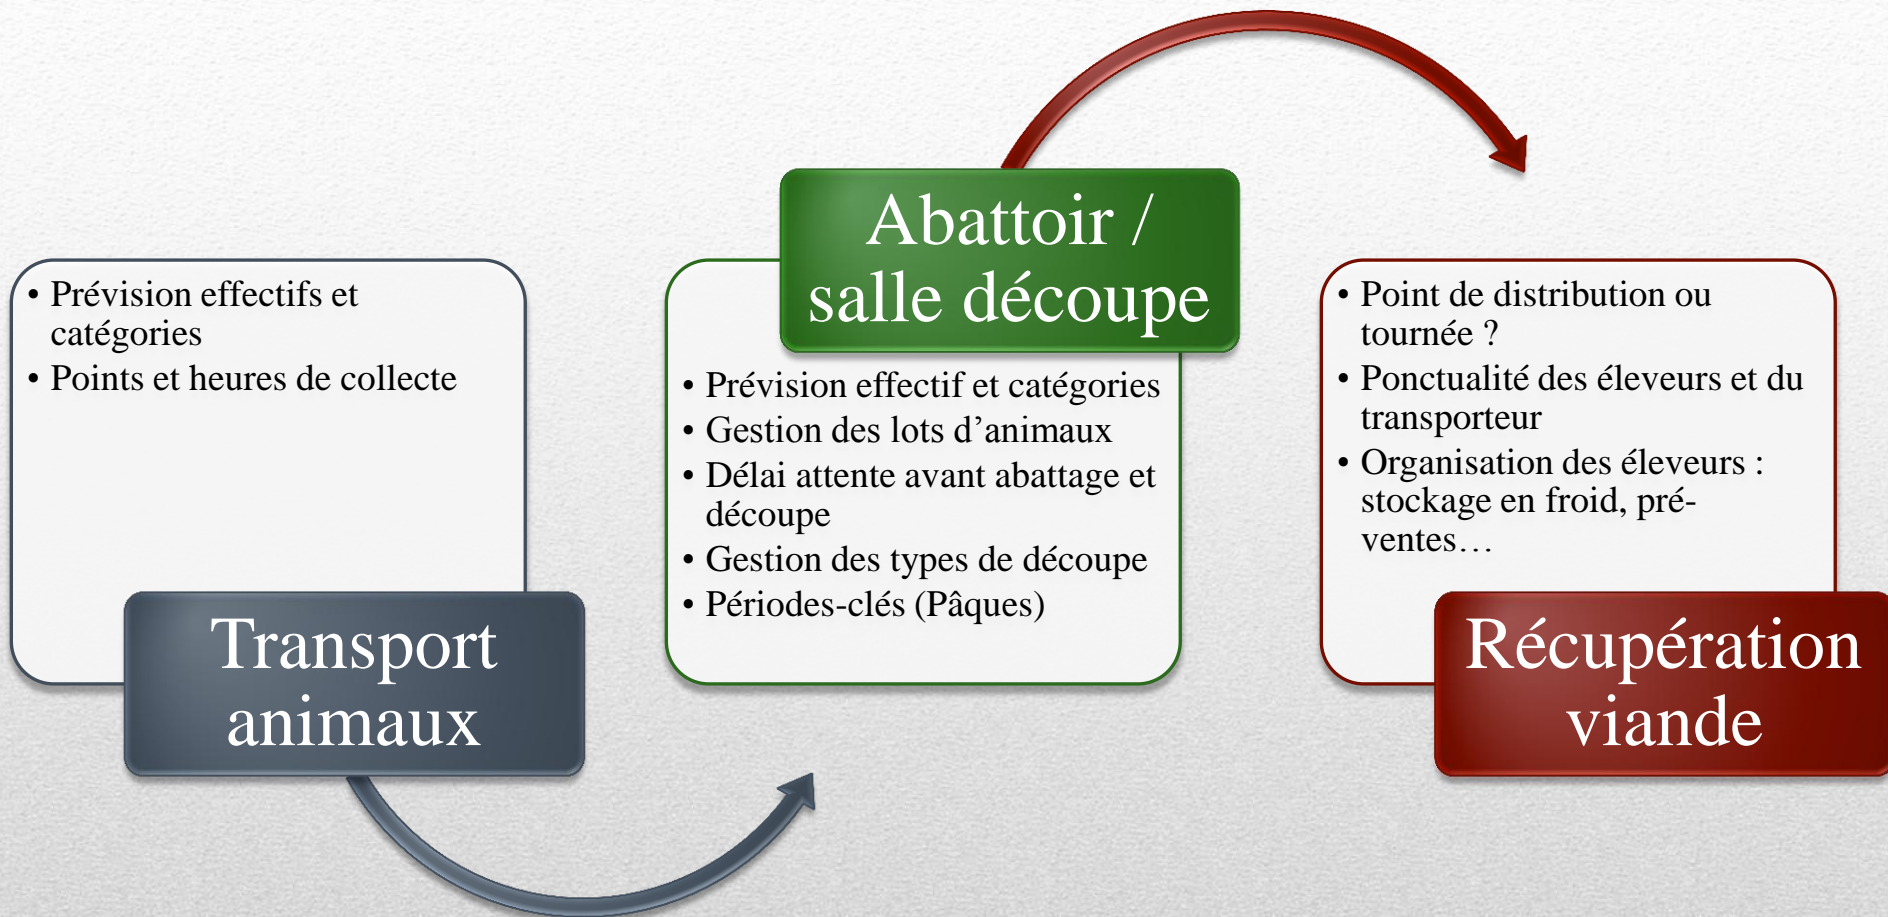 • Prévision effectifs et
catégories
• Points et heures de collecte
Transport
animaux
Abattoir /
salle découpe
• Prévision effectif et catégories
• Gestion des lots d’animaux
• Délai attente avant abattage et
découpe
• Gestion des types de découpe
• Périodes-clés (Pâques)
• Point de distribution ou
tournée ?
• Ponctualité des éleveurs et du
transporteur
• Organisation des éleveurs :
stockage en froid, pré-
ventes…
Récupération
viande